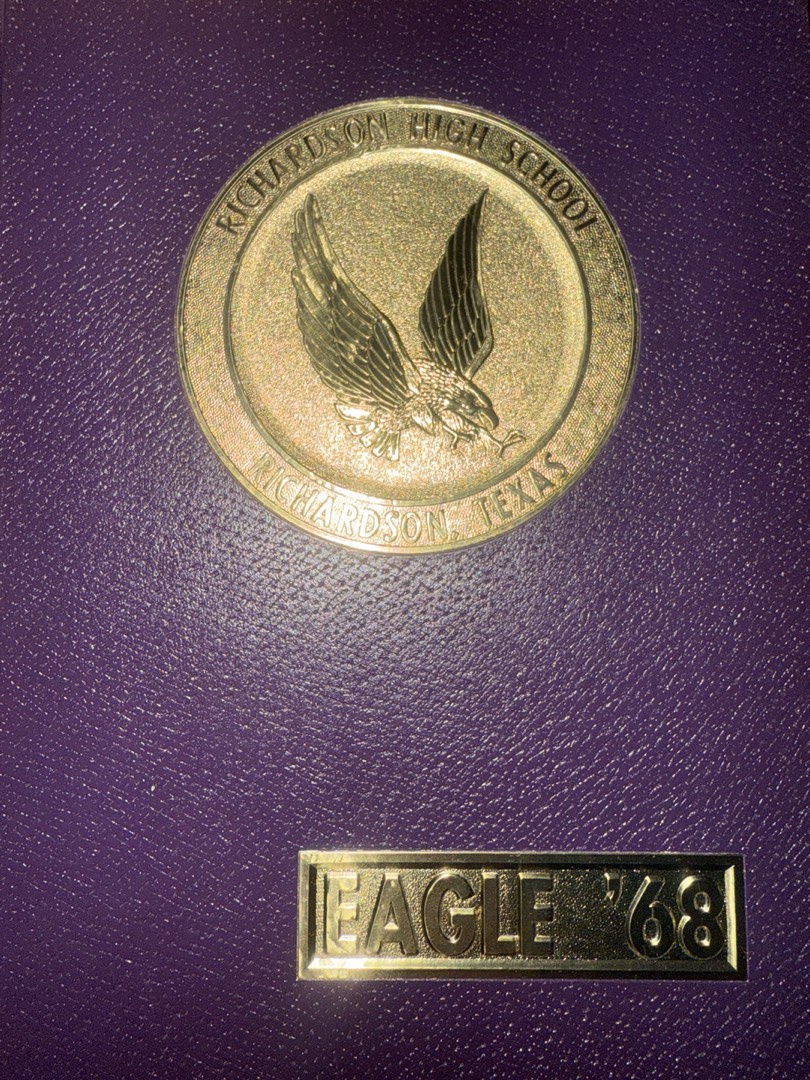 RICHARDSON HIGH SCHOOL
RICHARDSON, TEXAS
EAGLE '68